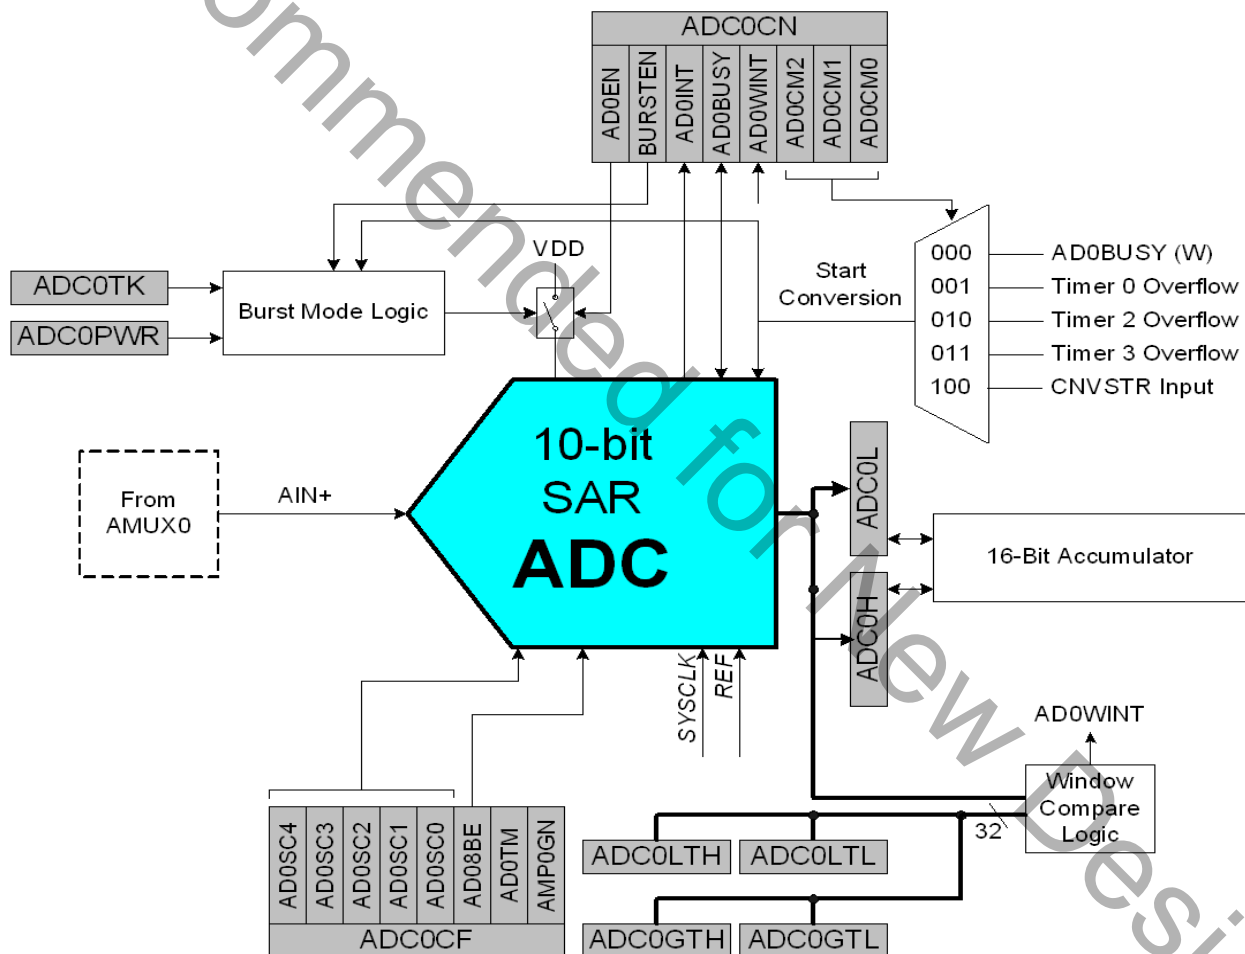 ADC0CN
AD0EN
BURSTEN
AD0INT
AD0BUSY
AD0WINT
AD0CM2
AD0CM1
AD0CM0
VDD
Start
Conversion
000
001
010
011
100
AD0BUSY (W)
Timer 0 Overflow
Timer 2 Overflow
Timer 3 Overflow
CNVSTR Input
ADC0TK
ADC0PWR
Burst Mode Logic
From
AMUX0
AIN+
10-bit
SAR
ADC
ADC0L
ADC0H
16-Bit Accumulator
SYSCLK
REF
AD0WINT
Window
Compare
Logic
32
AD0SC4
AD0SC3
AD0SC2
AD0SC1
AD0SC0
AD08BE
AD0TM
AMP0GN
ADC0CF
ADC0LTH
ADC0LTL
ADC0GTH
ADC0GTL
ommended for New Desi